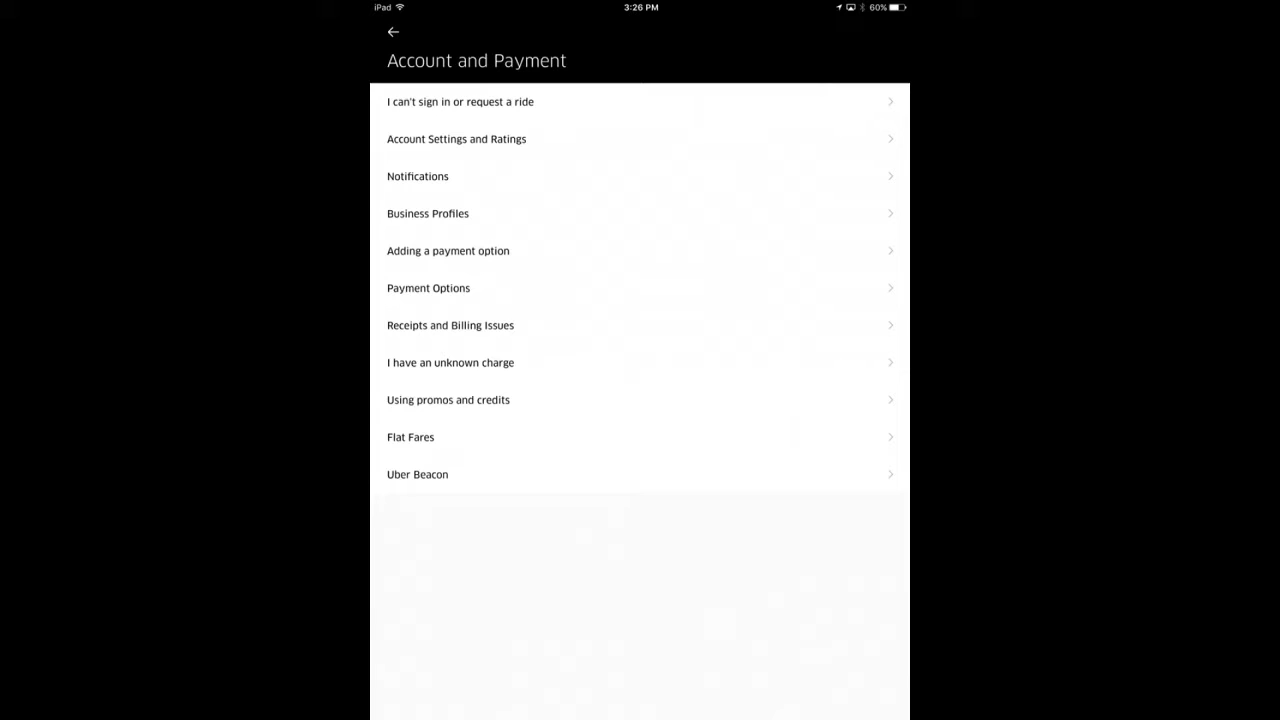 iPad 3:26 PM 60%
Account and Payment
I can't sign in or request a ride
Account Settings and Ratings
Notifications
Business Profiles
Adding a payment option
Payment Options
Receipts and Billing Issues
I have an unknown charge
Using promos and credits
Flat Fares
Uber Beacon